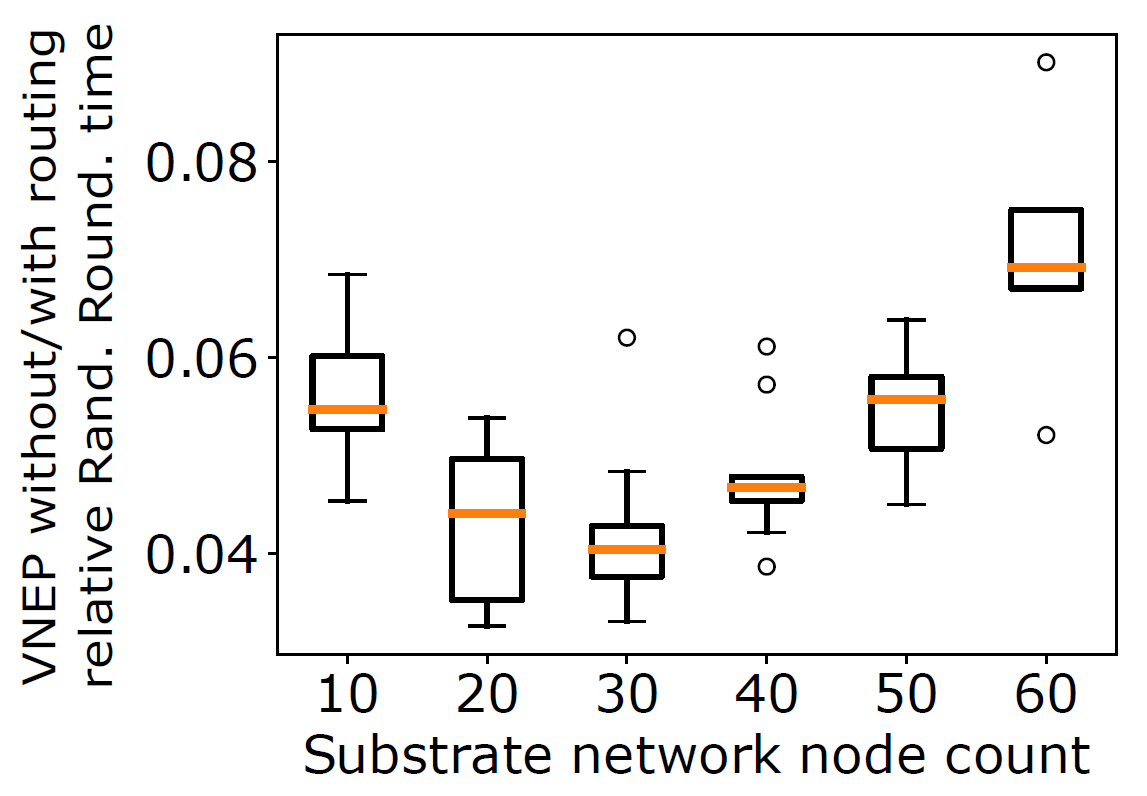 VNEP without/with routing
relative Rand. Round. time
0.08
0.06
0.04
10 20 30 40 50 60
Substrate network node count